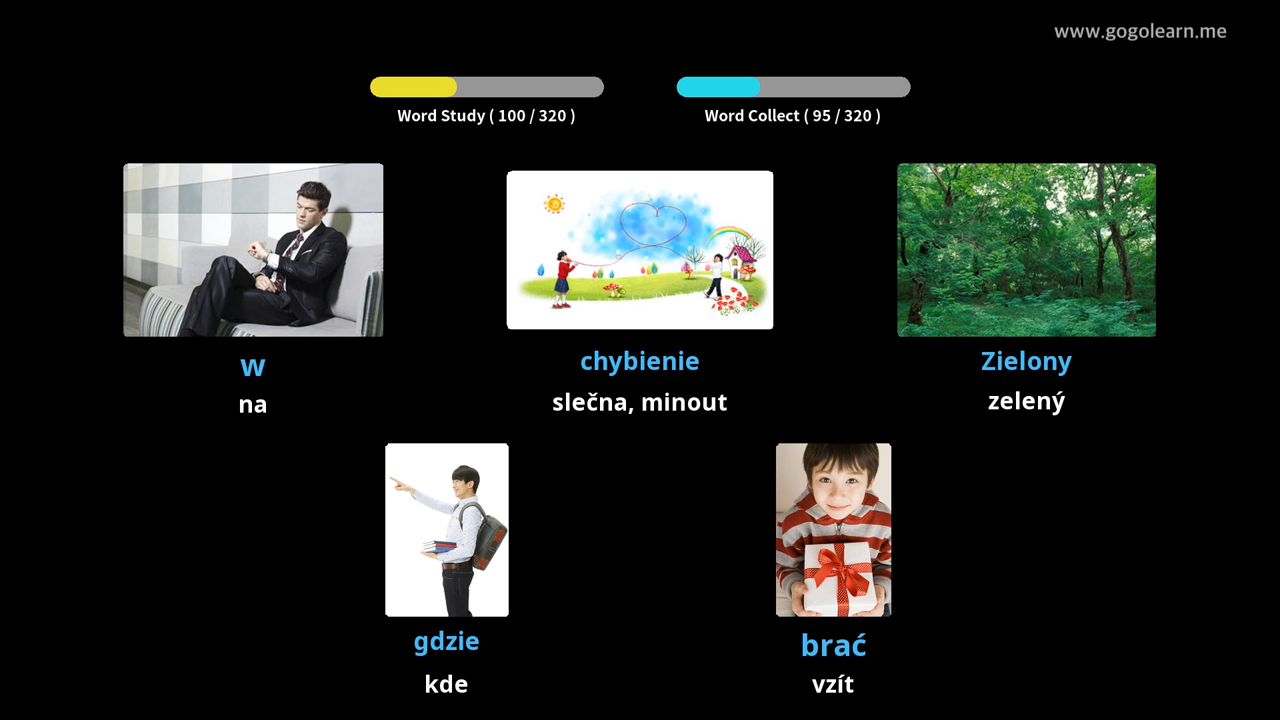 www.gogolearn.me
Word Study ( 100 / 320 )
Word Collect ( 95 / 320 )
w
na
chybienie
slečna, minout
Zielony
zelený
gdzie
kde
brać
vzít